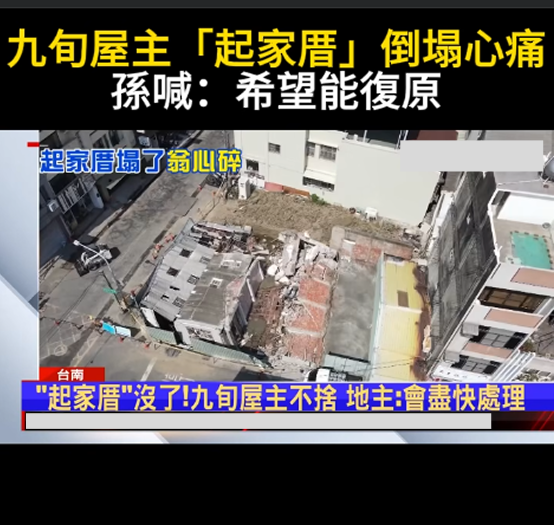 九旬屋主「起家厝」倒塌心痛
孫喊：希望能復原
起家厝塌了翁心碎
台南
"起家厝"沒了!九旬屋主不捨 地主:會盡快處理